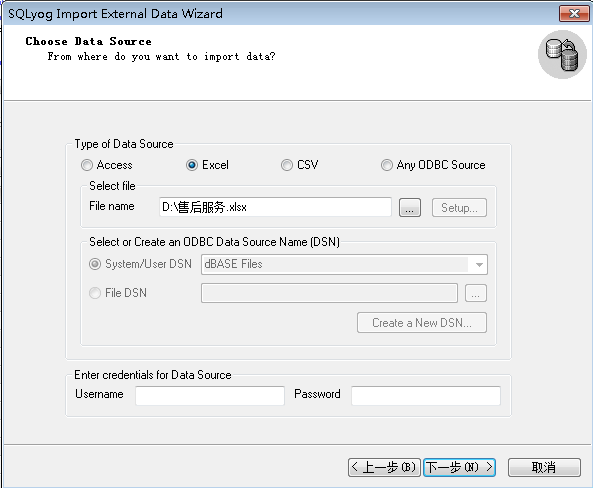 SQLyog Import External Data Wizard
Choose Data Source
From where do you want to import data?
Type of Data Source
Access Excel CSV Any ODBC Source
Select file
File name D:\售后服务.xlsx ... Setup...
Select or Create an ODBC Data Source Name (DSN)
System/User DSN dBASE Files
File DSN ...
Create a New DSN...
Enter credentials for Data Source
Username Password
< 上一步(B) 下一步(N) > 取消